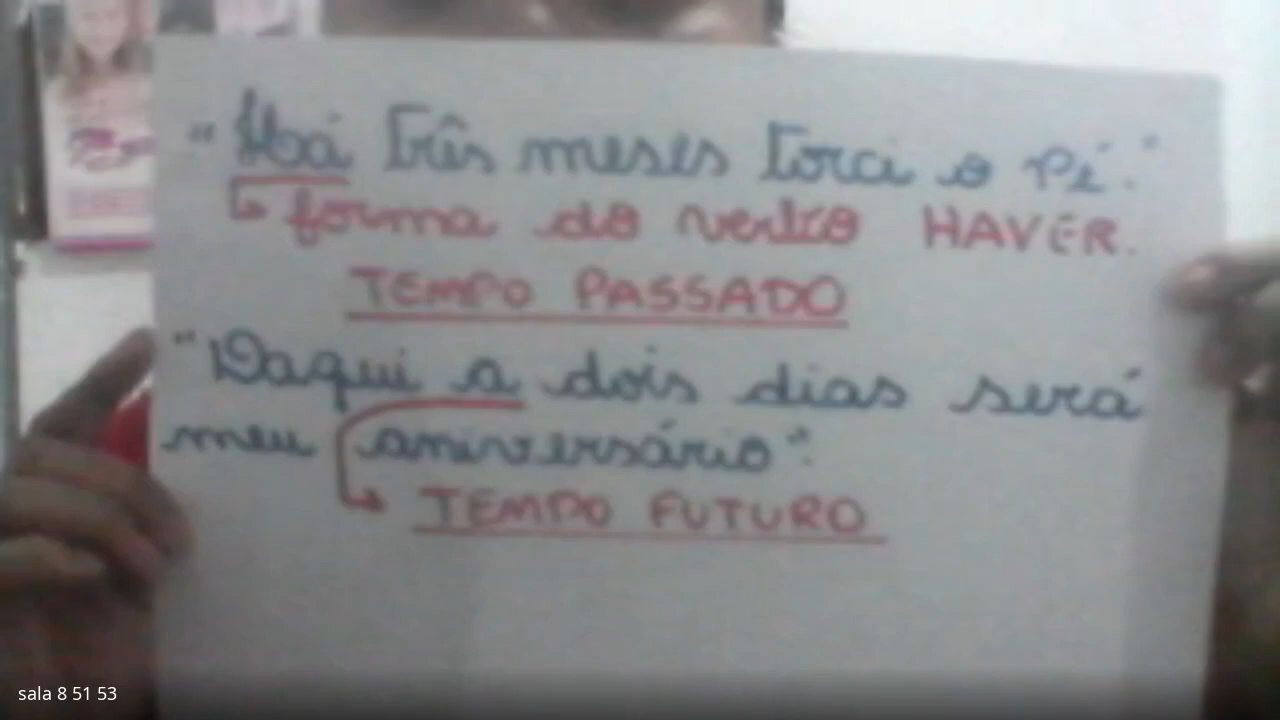 "Há três meses torci o pé."
forma do verbo HAVER.
TEMPO PASSADO
"Daqui a dois dias será
meu aniversário".
TEMPO FUTURO
sala 8 51 53